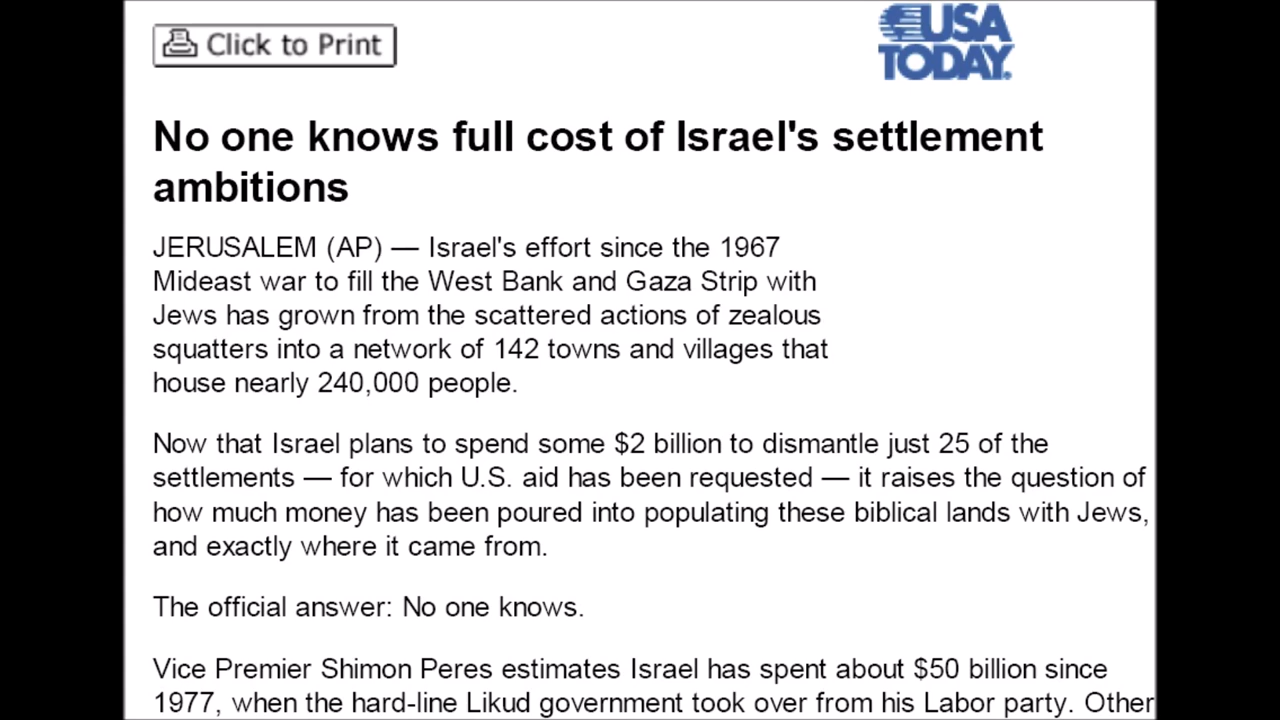 Click to Print
USA
TODAY.
No one knows full cost of Israel's settlement
ambitions
JERUSALEM (AP) — Israel's effort since the 1967
Mideast war to fill the West Bank and Gaza Strip with
Jews has grown from the scattered actions of zealous
squatters into a network of 142 towns and villages that
house nearly 240,000 people.
Now that Israel plans to spend some $2 billion to dismantle just 25 of the
settlements — for which U.S. aid has been requested — it raises the question of
how much money has been poured into populating these biblical lands with Jews,
and exactly where it came from.
The official answer: No one knows.
Vice Premier Shimon Peres estimates Israel has spent about $50 billion since
1977, when the hard-line Likud government took over from his Labor party. Other